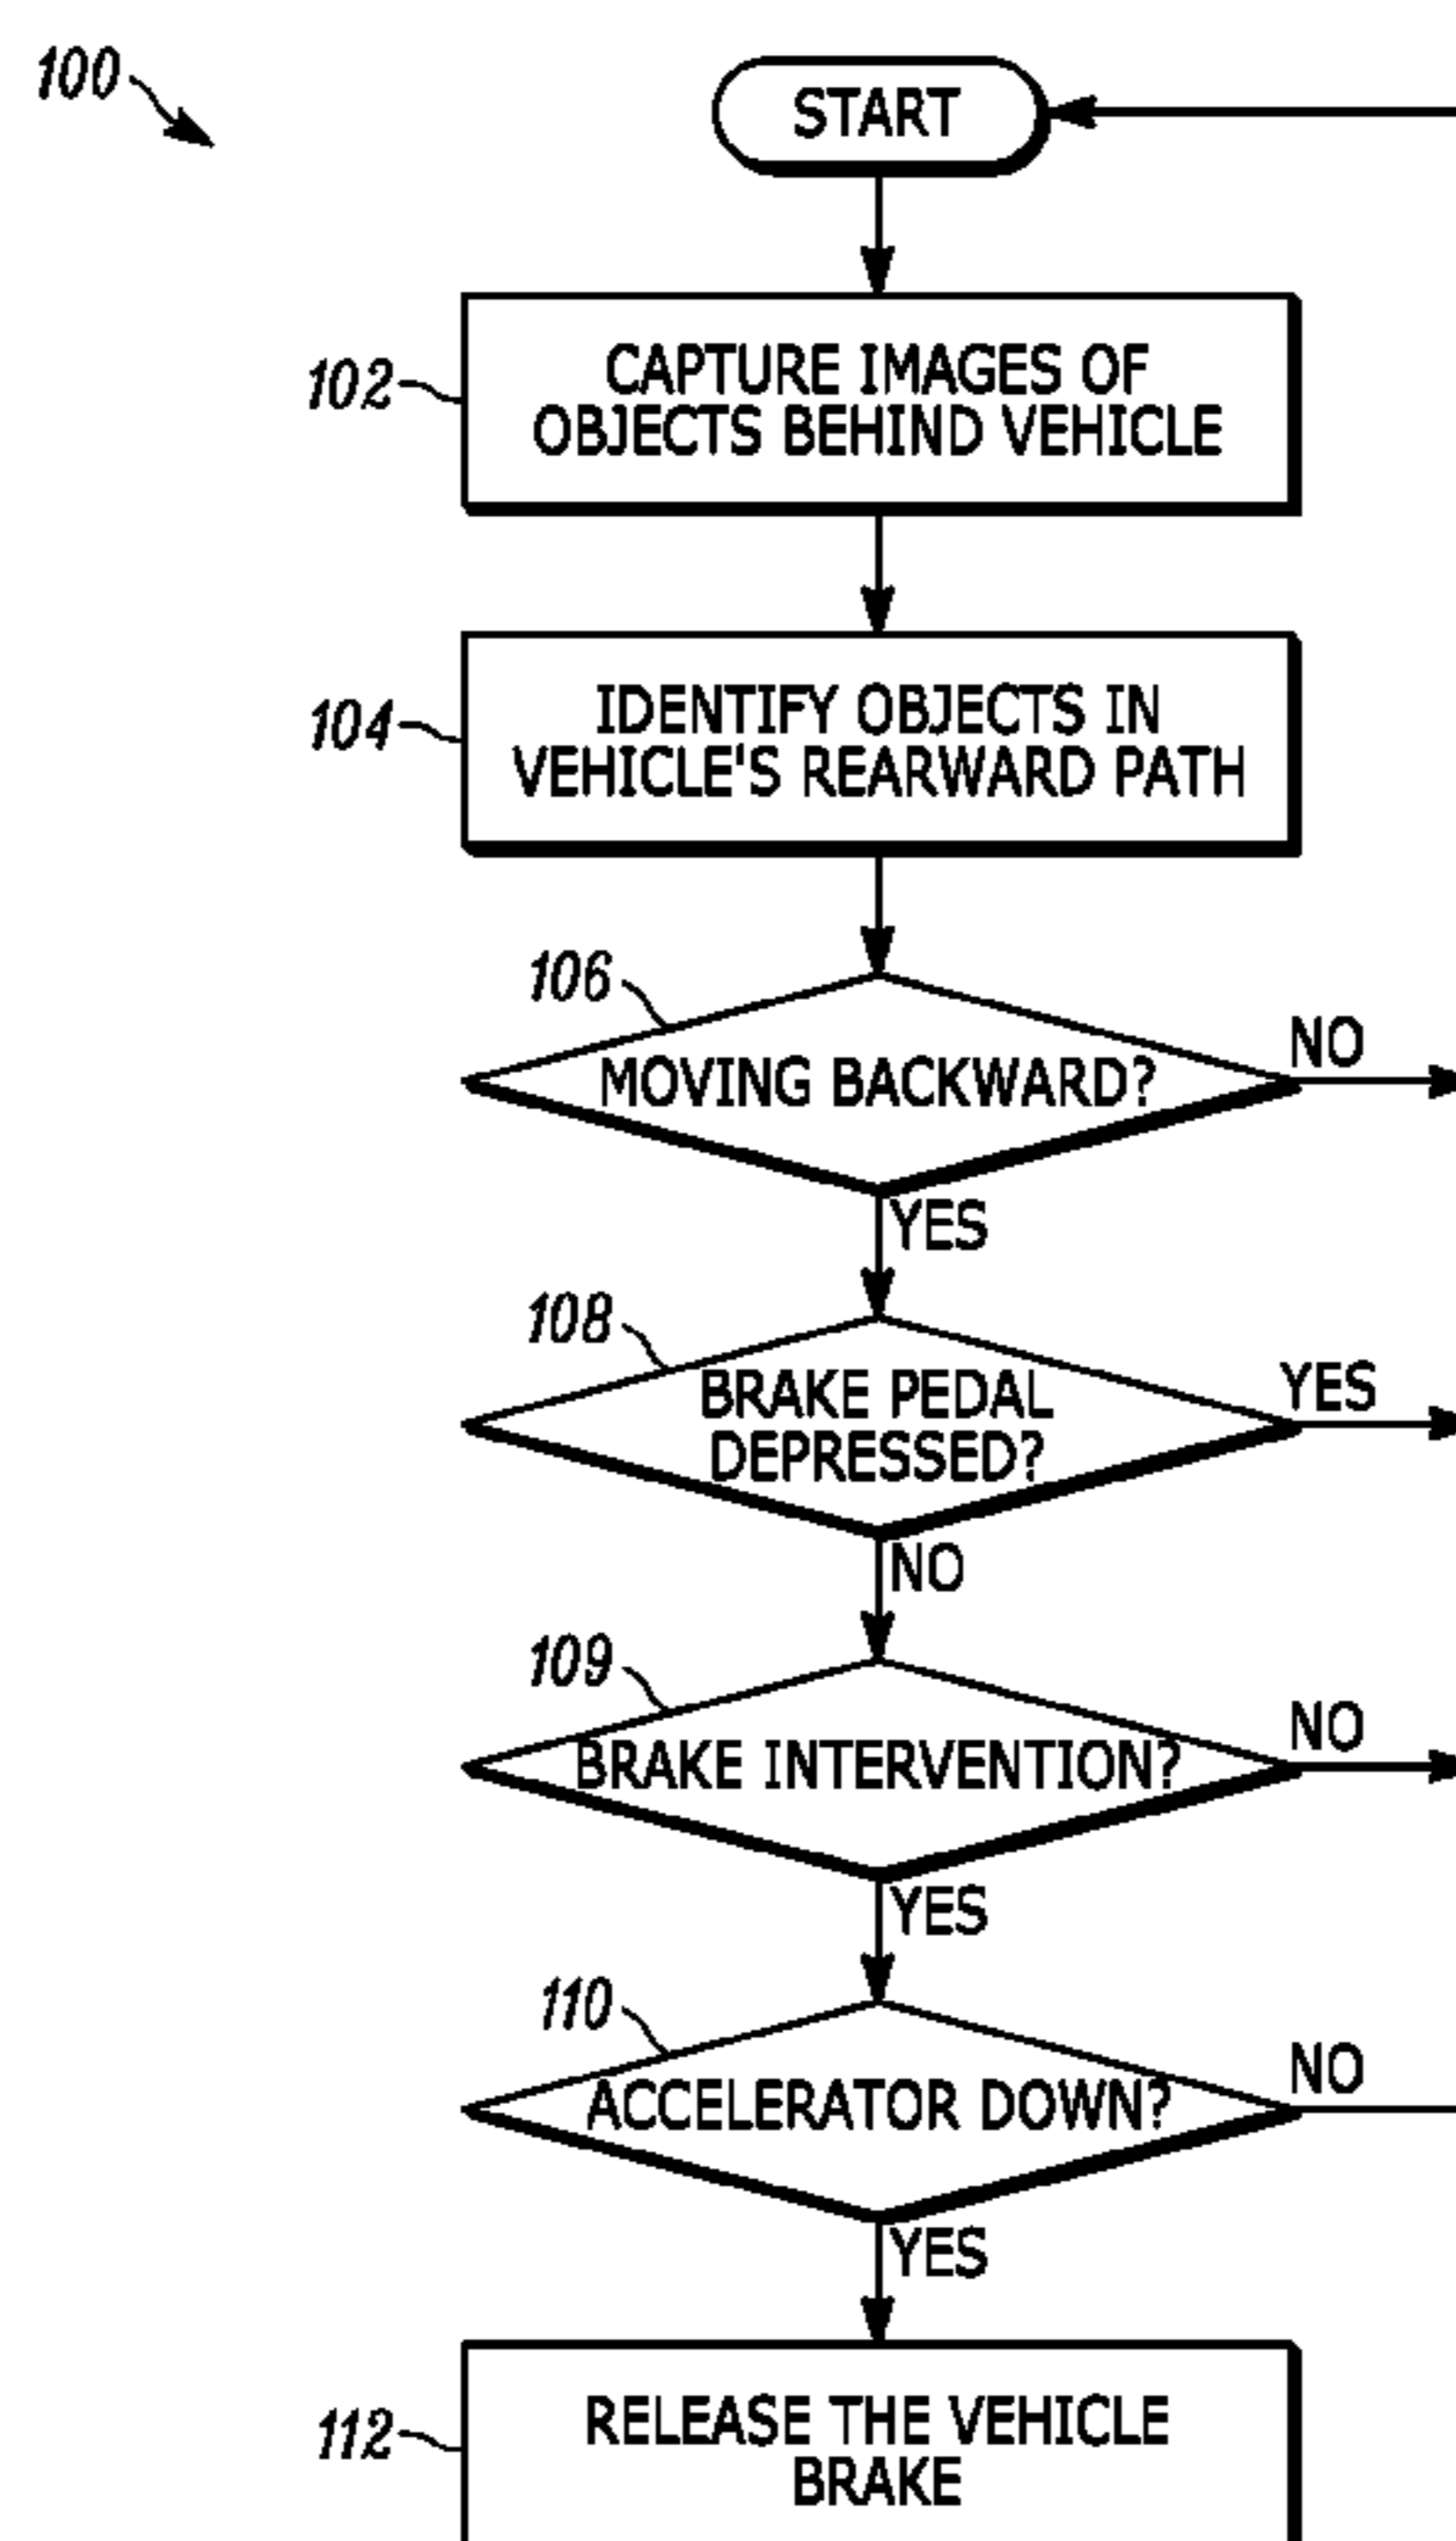 100
START
102
CAPTURE IMAGES OF
OBJECTS BEHIND VEHICLE
104
IDENTIFY OBJECTS IN
VEHICLE'S REARWARD PATH
106
MOVING BACKWARD?
NO
YES
108
BRAKE PEDAL
DEPRESSED?
YES
NO
109
BRAKE INTERVENTION?
NO
YES
110
ACCELERATOR DOWN?
NO
YES
112
RELEASE THE VEHICLE
BRAKE